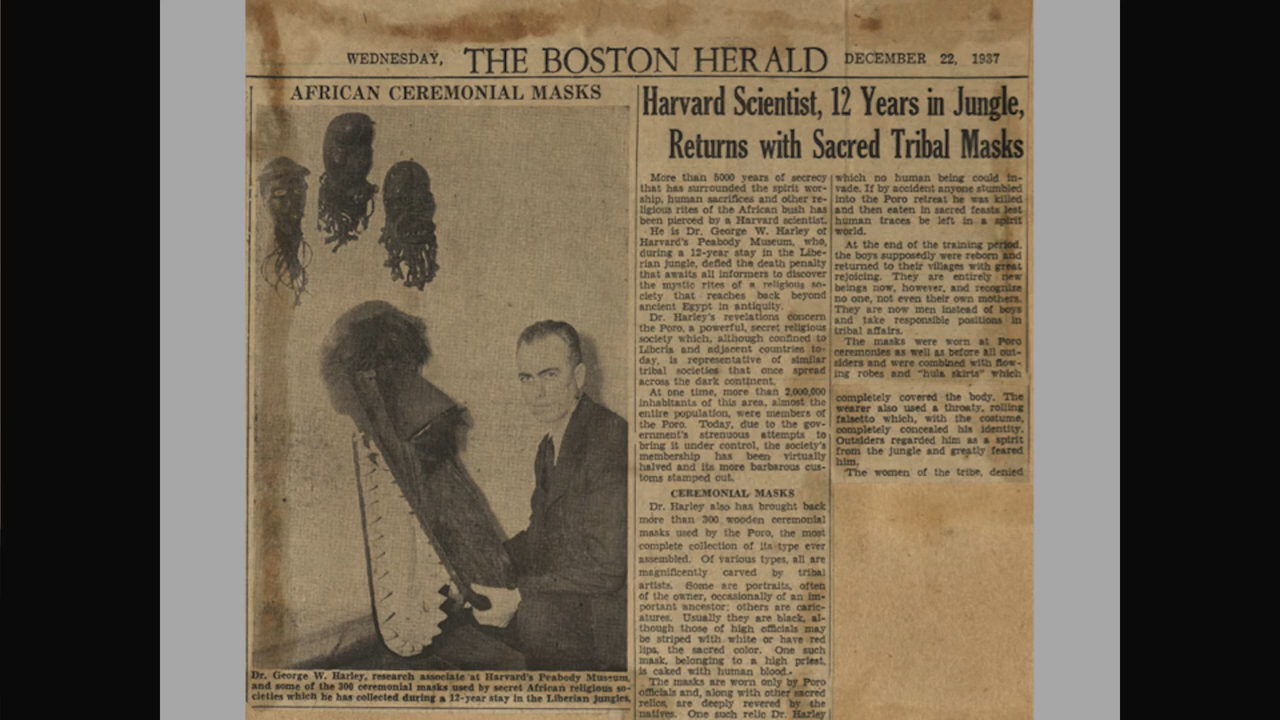 WEDNESDAY, THE BOSTON HERALD DECEMBER 22, 1937
AFRICAN CEREMONIAL MASKS
Dr. George W. Harley, research associate at Harvard's Peabody Museum,
and some of the 300 ceremonial masks used by secret African religious so-
cieties which he has collected during a 12-year stay in the Liberian jungles.
Harvard Scientist, 12 Years in Jungle,
Returns with Sacred Tribal Masks
More than 5000 years of secrecy
that has surrounded the spirit wor-
ship, human sacrifices and other re-
ligious rites of the African bush has
been pierced by a Harvard scientist.
He is Dr. George W. Harley of
Harvard's Peabody Museum, who,
during a 12-year stay in the Libe-
rian jungle, defied the death penalty
that awaits all informers to discover
the mystic rites of a religious so-
ciety that reaches back beyond
ancient Egypt in antiquity.
Dr. Harley's revelations concern
the Poro, a powerful, secret religious
society which, although confined to
Liberia and adjacent countries to-
day, is representative of similar
tribal societies that once spread
across the dark continent.
At one time, more than 2,000,000
inhabitants of this area, almost the
entire population, were members of
the Poro. Today, due to the gov-
ernment's strenuous attempts to
bring it under control, the society's
membership has been virtually
halved and its more barbarous cus-
toms stamped out.
CEREMONIAL MASKS
Dr. Harley also has brought back
more than 300 wooden ceremonial
masks used by the Poro, the most
complete collection of its type ever
assembled. Of various types, all are
magnificently carved by tribal
artists. Some are portraits, often
of the owner, occasionally of an im-
portant ancestor; others are caric-
atures. Usually they are black, al-
though those of high officials may
be striped with white or have red
lips, the sacred color. One such
mask, belonging to a high priest,
is caked with human blood.
The masks are worn only by Poro
officials and, along with other sacred
relics, are deeply revered by the
natives. One such relic Dr. Harley
which no human being could in-
vade. If by accident anyone stumbled
into the Poro retreat he was killed
and then eaten in sacred feasts lest
human traces be left in a spirit
world.
At the end of the training period,
the boys supposedly were reborn and
returned to their villages with great
rejoicing. They are entirely new
beings now, however, and recognize
no one, not even their own mothers.
They are now men instead of boys
and take responsible positions in
tribal affairs.
The masks were worn at Poro
ceremonies as well as before all out-
siders and were combined with flow-
ing robes and "hula skirts" which
completely covered the body. The
wearer also used a throaty, rolling
falsetto which, with the costume,
completely concealed his identity.
Outsiders regarded him as a spirit
from the jungle and greatly feared
him.
The women of the tribe, denied